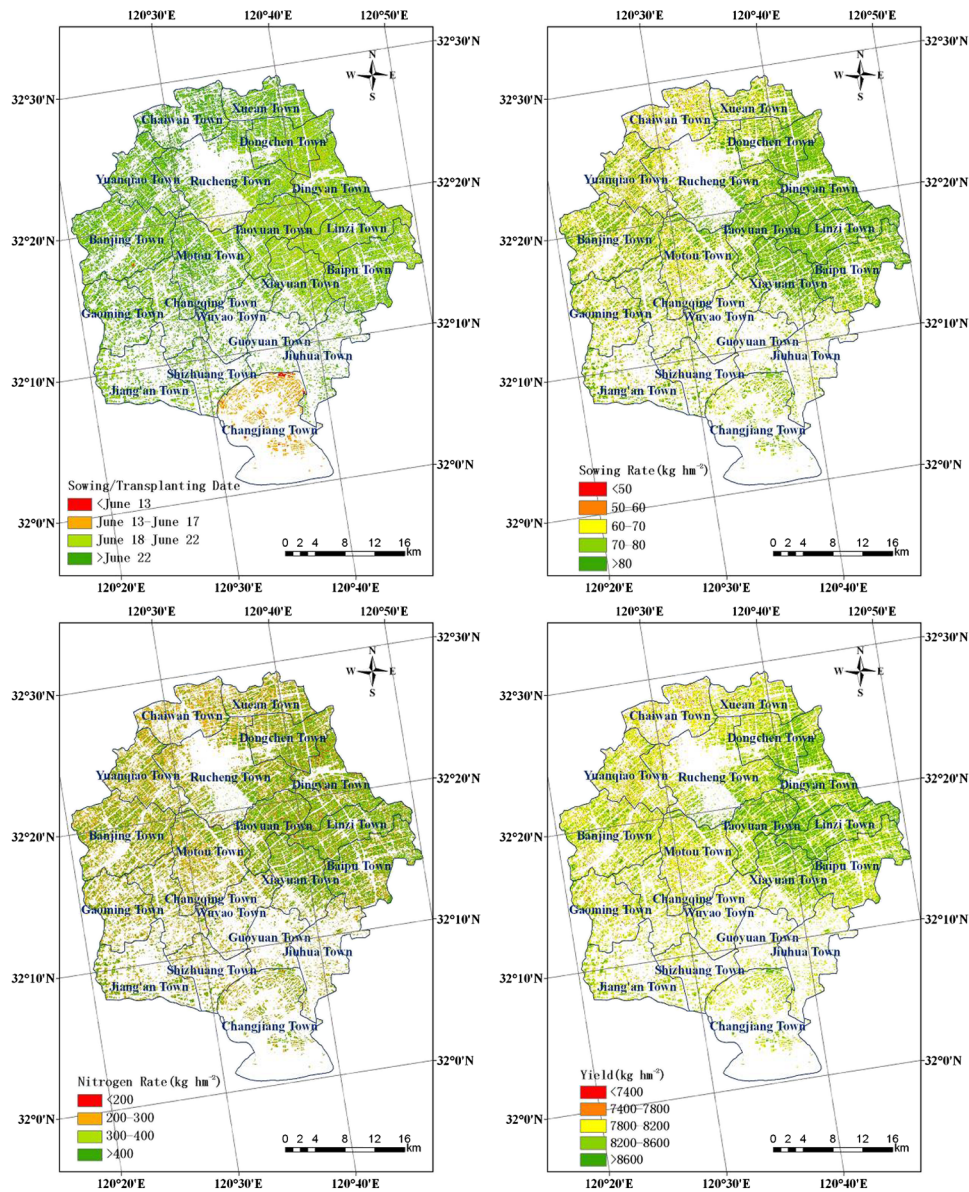 120°30'E 120°40'E 120°50'E
32°30'N
32°30'N
N
W E
S
Xuean Town
Chaiwan Town
Dongchen Town
Yuanqiao Town
Rucheng Town
Dingyan Town
32°20'N
32°20'N
Taoyuan Town
Linzi Town
Banjing Town
Motou Town
Baipu Town
Xiayuan Town
Changqing Town
Gaoming Town
Wuyao Town
32°10'N
Guoyuan Town
Jiuhua Town
32°10'N
Shizhuang Town
Jiang'an Town
Changjiang Town
32°0'N
Sowing/Transplanting Date
<June 13
June 13-June 17
June 18-June 22
>June 22
32°0'N
0 2 4 8 12 16
km
120°20'E 120°30'E 120°40'E
120°30'E 120°40'E 120°50'E
32°30'N
32°30'N
N
W E
S
Xuean Town
Chaiwan Town
Dongchen Town
Yuanqiao Town
Rucheng Town
Dingyan Town
32°20'N
32°20'N
Taoyuan Town
Linzi Town
Banjing Town
Motou Town
Baipu Town
Xiayuan Town
Changqing Town
Gaoming Town
Wuyao Town
32°10'N
Guoyuan Town
Jiuhua Town
32°10'N
Shizhuang Town
Jiang'an Town
Changjiang Town
32°0'N
Sowing Rate(kg hm⁻²)
<50
50-60
60-70
70-80
>80
32°0'N
0 2 4 8 12 16
km
120°20'E 120°30'E 120°40'E
120°30'E 120°40'E 120°50'E
32°30'N
32°30'N
N
W E
S
Xuean Town
Chaiwan Town
Dongchen Town
Yuanqiao Town
Rucheng Town
Dingyan Town
32°20'N
32°20'N
Taoyuan Town
Linzi Town
Banjing Town
Motou Town
Baipu Town
Xiayuan Town
Changqing Town
Gaoming Town
Wuyao Town
32°10'N
Guoyuan Town
Jiuhua Town
32°10'N
Shizhuang Town
Jiang'an Town
Changjiang Town
32°0'N
Nitrogen Rate(kg hm⁻²)
<200
200-300
300-400
>400
32°0'N
0 2 4 8 12 16
km
120°20'E 120°30'E 120°40'E
120°30'E 120°40'E 120°50'E
32°30'N
32°30'N
N
W E
S
Xuean Town
Chaiwan Town
Dongchen Town
Yuanqiao Town
Rucheng Town
Dingyan Town
32°20'N
32°20'N
Taoyuan Town
Linzi Town
Banjing Town
Motou Town
Baipu Town
Xiayuan Town
Changqing Town
Gaoming Town
Wuyao Town
32°10'N
Guoyuan Town
Jiuhua Town
32°10'N
Shizhuang Town
Jiang'an Town
Changjiang Town
32°0'N
Yield(kg hm⁻²)
<7400
7400-7800
7800-8200
8200-8600
>8600
32°0'N
0 2 4 8 12 16
km
120°20'E 120°30'E 120°40'E